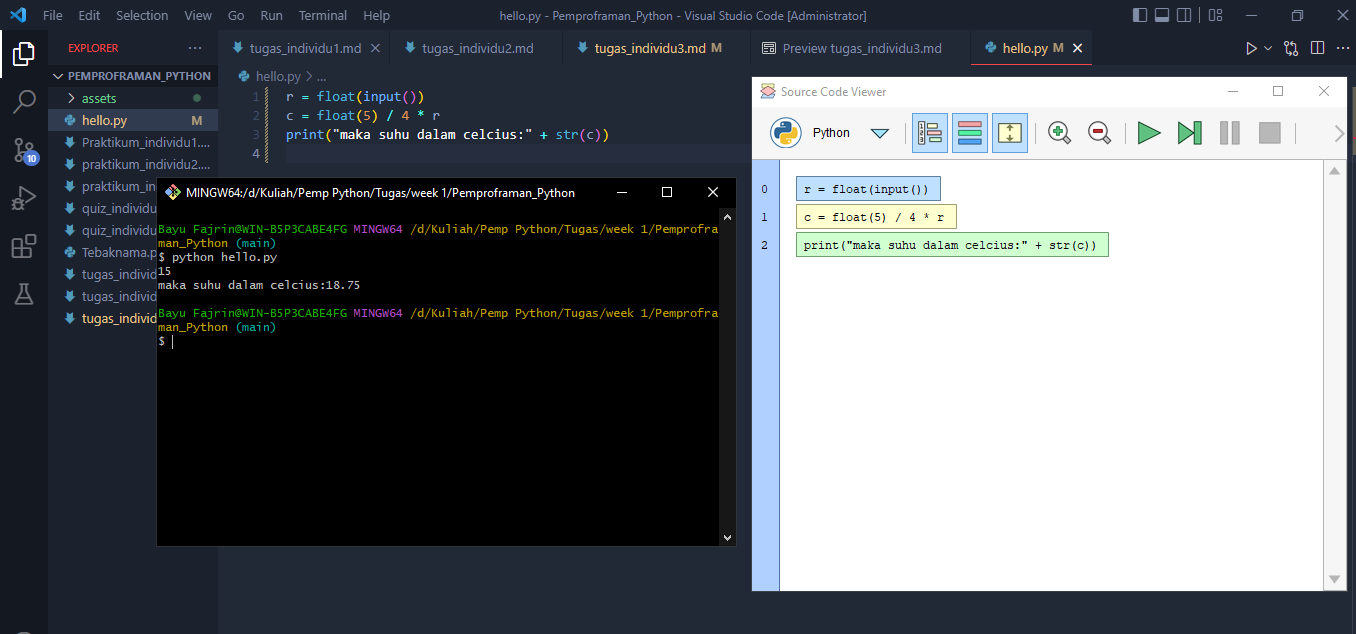 File Edit Selection View Go Run Terminal Help hello.py - Pemproframan_Python - Visual Studio Code [Administrator]
EXPLORER ...
tasks_individu1.md tugas_individu2.md tugas_individu3.md M Preview tugas_individu3.md hello.py M
PEMPROFRAMAN_PYTHON
assets
hello.py M
Praktikum_individu1....
praktikum_individu2....
praktikum_in
quiz_individu
quiz_individu
Tebaknama.p
tugas_individ
tugas_individ
tugas_individ
10
hello.py > ...
1 r = float(input())
2 c = float(5) / 4 * r
3 print("maka suhu dalam celcius:" + str(c))
4
MINGW64:/d/Kuliah/Pemp Python/Tugas/week 1/Pemproframan_Python
Bayu Fajrin@WIN-B5P3CABE4FG MINGW64 /d/Kuliah/Pemp Python/Tugas/week 1/Pemprofra
man_Python (main)
$ python hello.py
15
maka suhu dalam celcius:18.75
Bayu Fajrin@WIN-B5P3CABE4FG MINGW64 /d/Kuliah/Pemp Python/Tugas/week 1/Pemprofra
man_Python (main)
$
Source Code Viewer
Python
0 r = float(input())
1 c = float(5) / 4 * r
2 print("maka suhu dalam celcius:" + str(c))